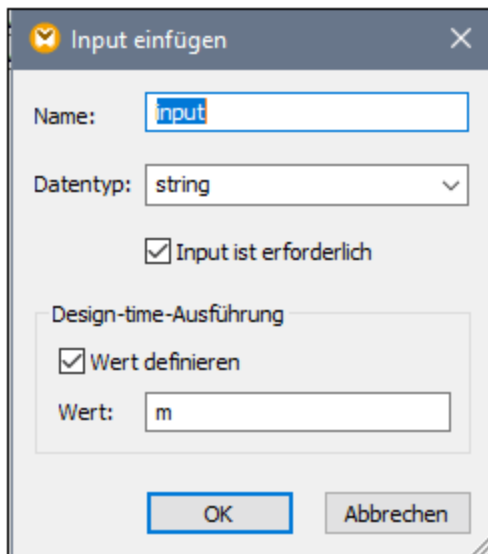 Input einfügen
Name: input
Datentyp: string
Input ist erforderlich
Design-time-Ausführung
Wert definieren
Wert: m
OK Abbrechen